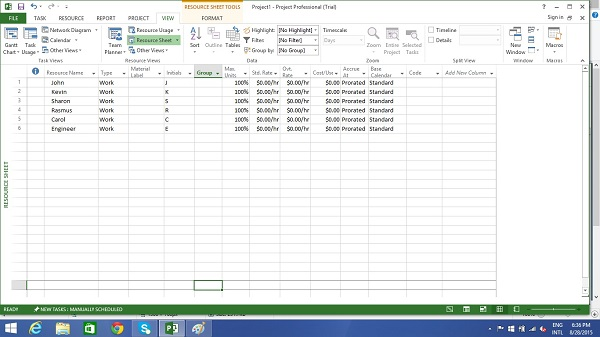 RESOURCE SHEET TOOLS Project1 - Project Professional (Trial)
FILE TASK RESOURCE REPORT PROJECT VIEW FORMAT Sign in
Gantt Chart Task Usage Network Diagram Calendar Other Views Team Planner Resource Usage Resource Sheet Other Views Sort Outline Tables Highlight: [No Highlight] Filter: [No Filter] Group by: [No Group] Timescale Days Zoom Entire Project Selected Tasks Timeline Details New Window Macros
Task Views Resource Views Data Zoom Split View Window Macros
Resource Name Type Material Label Initials Group Max. Units Std. Rate Ovt. Rate Cost/Use Accrue At Base Calendar Code Add New Column
1 John Work J 100% $0.00/hr $0.00/hr $0.00 Prorated Standard
2 Kevin Work K 100% $0.00/hr $0.00/hr $0.00 Prorated Standard
3 Sharon Work S 100% $0.00/hr $0.00/hr $0.00 Prorated Standard
4 Rasmus Work R 100% $0.00/hr $0.00/hr $0.00 Prorated Standard
5 Carol Work C 100% $0.00/hr $0.00/hr $0.00 Prorated Standard
6 Engineer Work E 100% $0.00/hr $0.00/hr $0.00 Prorated Standard
RESOURCE SHEET
READY NEW TASKS : MANUALLY SCHEDULED
ENG 6:36 PM
INTL 8/28/2015